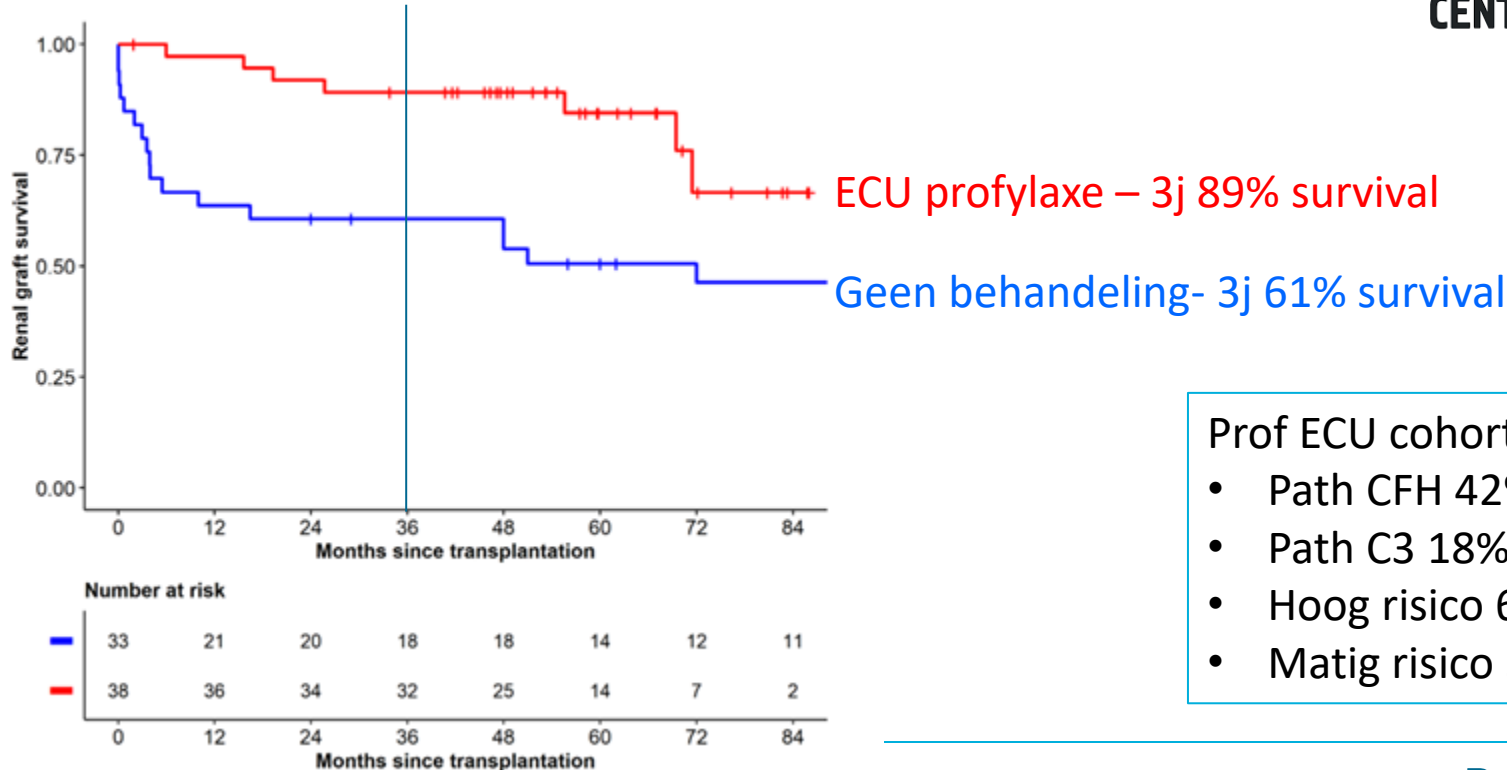 CENT
1.00
0.75
0.50
0.25
0.00
Renal graft survival
0 12 24 36 48 60 72 84
Months since transplantation
ECU profylaxe – 3j 89% survival
Geen behandeling- 3j 61% survival
Prof ECU cohort
• Path CFH 42%
• Path C3 18%
• Hoog risico 6
• Matig risico
Number at risk
33 21 20 18 18 14 12 11
38 36 34 32 25 14 7 2
0 12 24 36 48 60 72 84
Months since transplantation